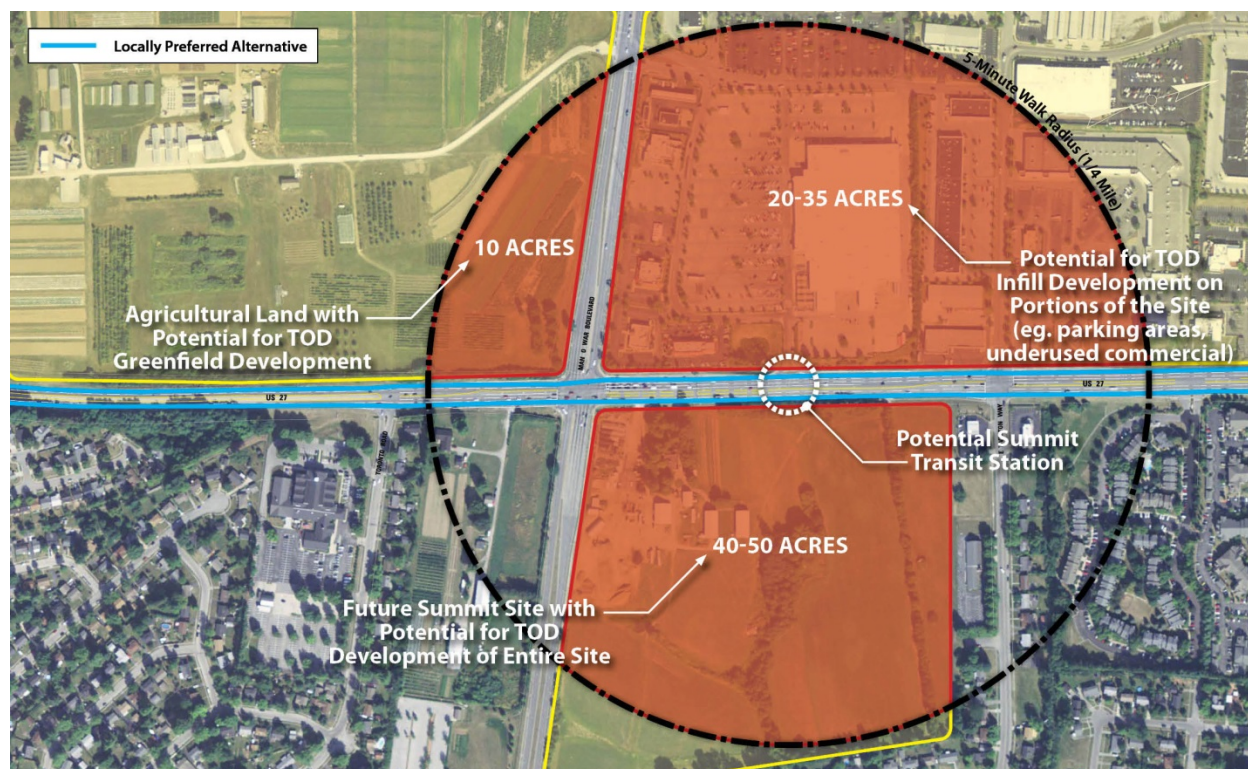 Locally Preferred Alternative
5-Minute Walk Radius (1/4 Mile)
20-35 ACRES
10 ACRES
Potential for TOD
Infill Development on
Portions of the Site
(eg. parking areas,
underused commercial)
Agricultural Land with
Potential for TOD
Greenfield Development
MAN O WAR BOULEVARD
US 27
US 27
Potential Summit
Transit Station
40-50 ACRES
Future Summit Site with
Potential for TOD
Development of Entire Site